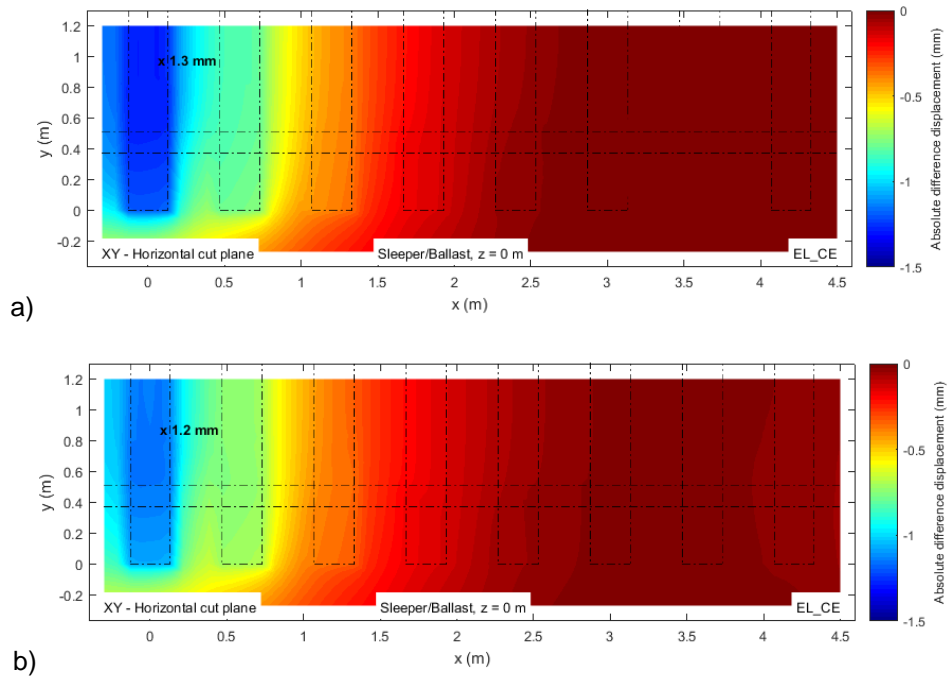 1.2
1
0.8
0.6
0.4
0.2
0
-0.2
y (m)
x 1.3 mm
XY - Horizontal cut plane
Sleeper/Ballast, z = 0 m
EL_CE
0 0.5 1 1.5 2 2.5 3 3.5 4 4.5
x (m)
0
-0.5
-1
-1.5
Absolute difference displacement (mm)
a)
1.2
1
0.8
0.6
0.4
0.2
0
-0.2
y (m)
x 1.2 mm
XY - Horizontal cut plane
Sleeper/Ballast, z = 0 m
EL_CE
0 0.5 1 1.5 2 2.5 3 3.5 4 4.5
x (m)
0
-0.5
-1
-1.5
Absolute difference displacement (mm)
b)